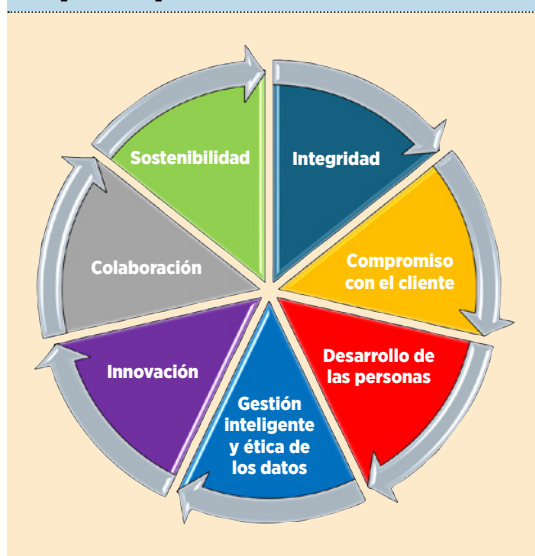 Sostenibilidad
Integridad
Compromiso
con el cliente
Desarrollo de
las personas
Gestión
inteligente
y ética de
los datos
Innovación
Colaboración